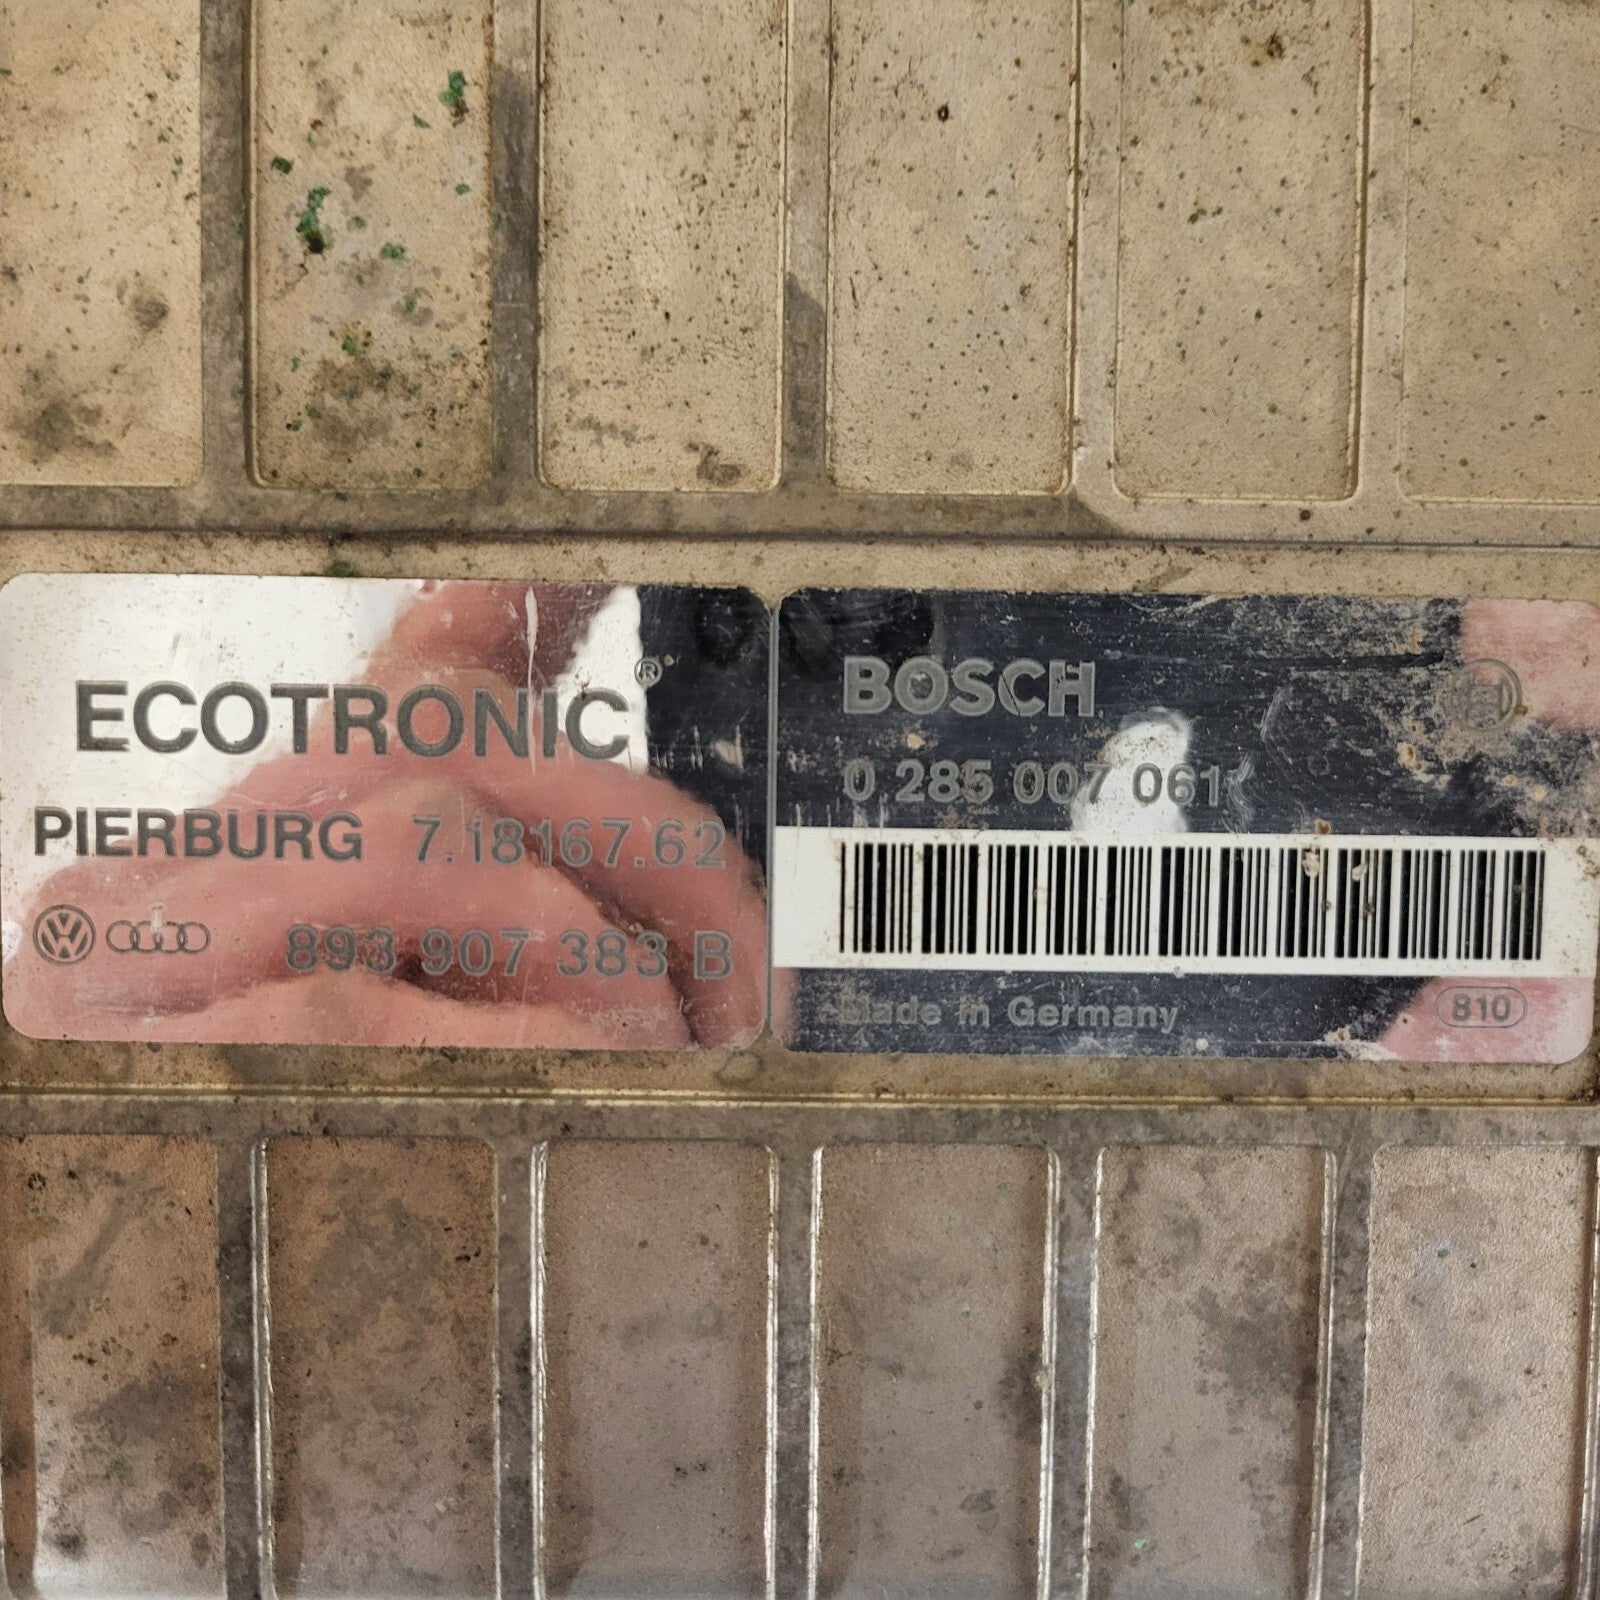 ECOTRONIC®
PIERBURG 7.18167.62
893 907 383 B
BOSCH
0 285 007 061
Made in Germany
810